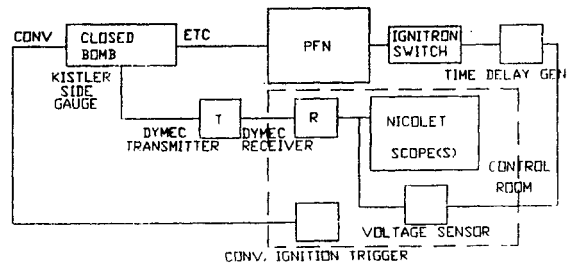 CONV
CLOSED
BOMB
ETC
PFN
IGNITRON
SWITCH
TIME DELAY GEN
KISTLER
SIDE
GAUGE
T
R
DYMEC
TRANSMITTER
DYMEC
RECEIVER
NICOLET
SCOPE(S)
CONTROL
ROOM
VOLTAGE SENSOR
CONV. IGNITION TRIGGER